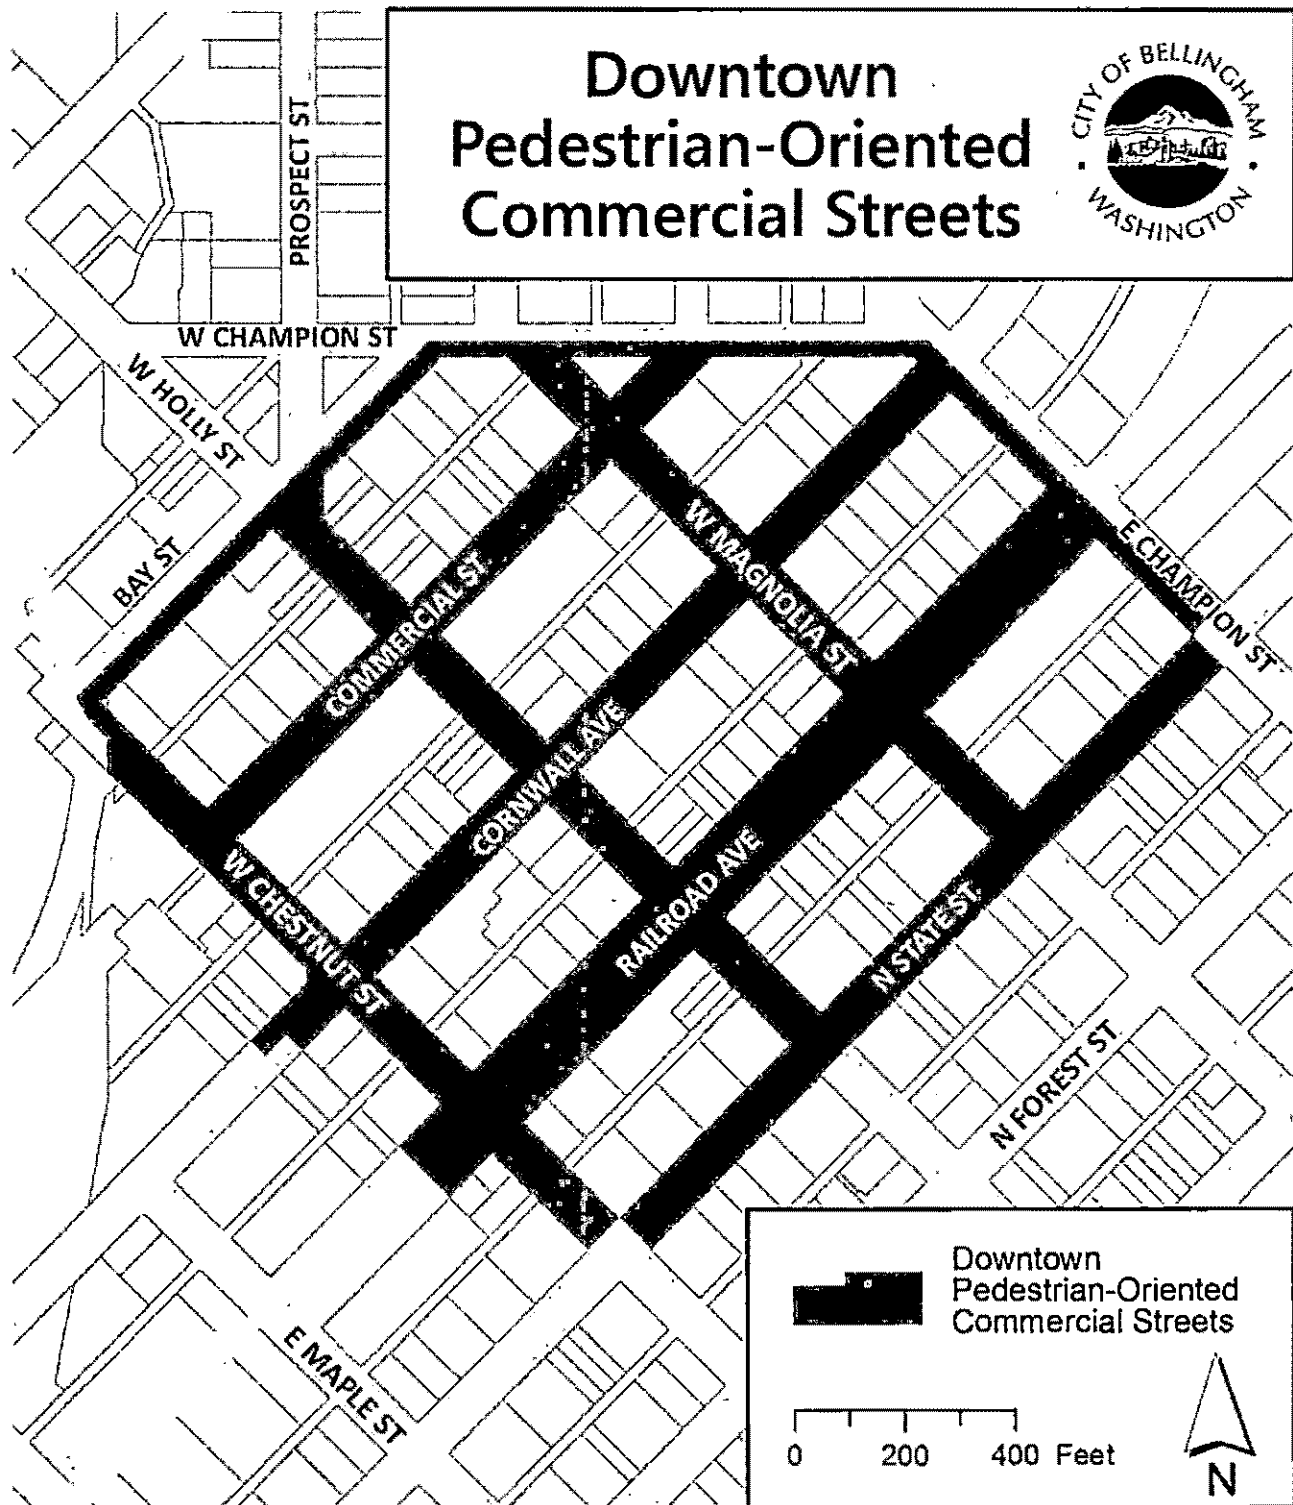 Downtown
Pedestrian-Oriented
Commercial Streets
CITY OF BELLINGHAM
WASHINGTON
PROSPECT ST
W CHAMPION ST
W HOLLY ST
BAY ST
COMMERCIAL ST.
W MAGNOLIA ST
E CHAMPION ST
CORNWALL AVE
RAILROAD AVE
W CHESTNUT ST
N STATE ST.
N FOREST ST
E MAPLE ST
Downtown
Pedestrian-Oriented
Commercial Streets
0 200 400 Feet
N